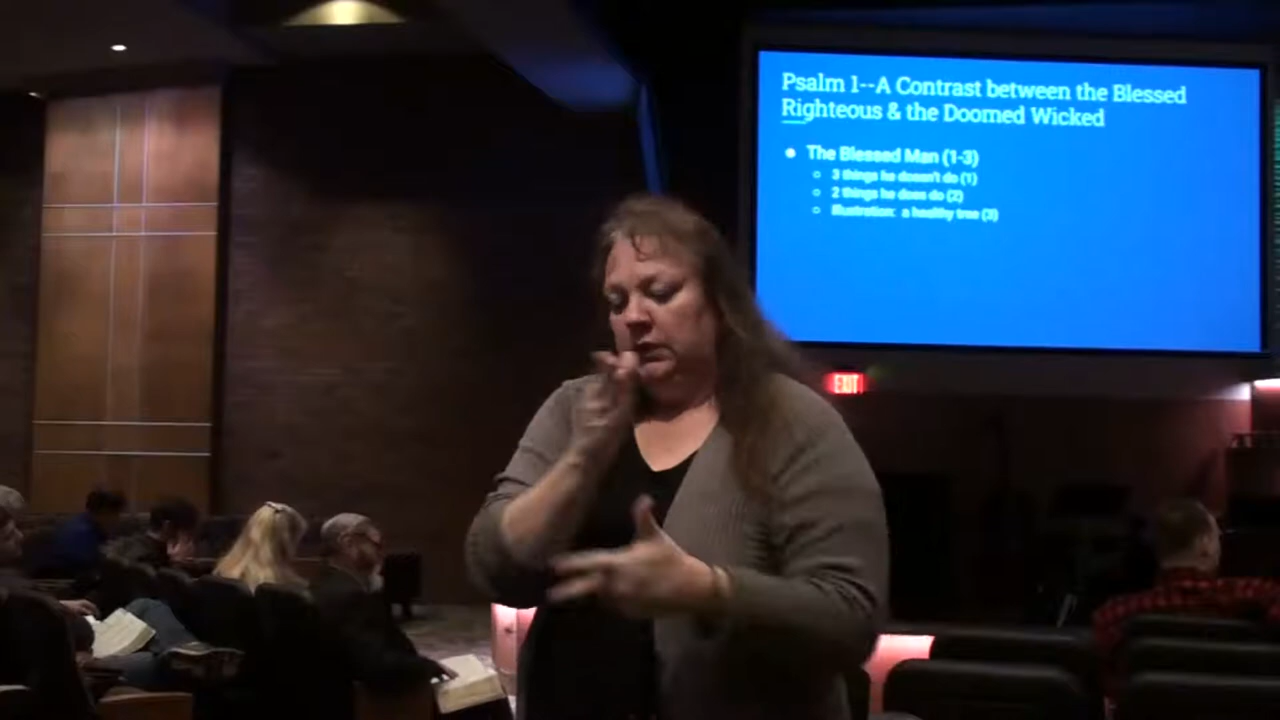 Psalm 1--A Contrast between the Blessed
Righteous & the Doomed Wicked
The Blessed Man (1-3)
3 things he doesn't do (1)
2 things he does do (2)
Illustration: a healthy tree (3)
EXIT